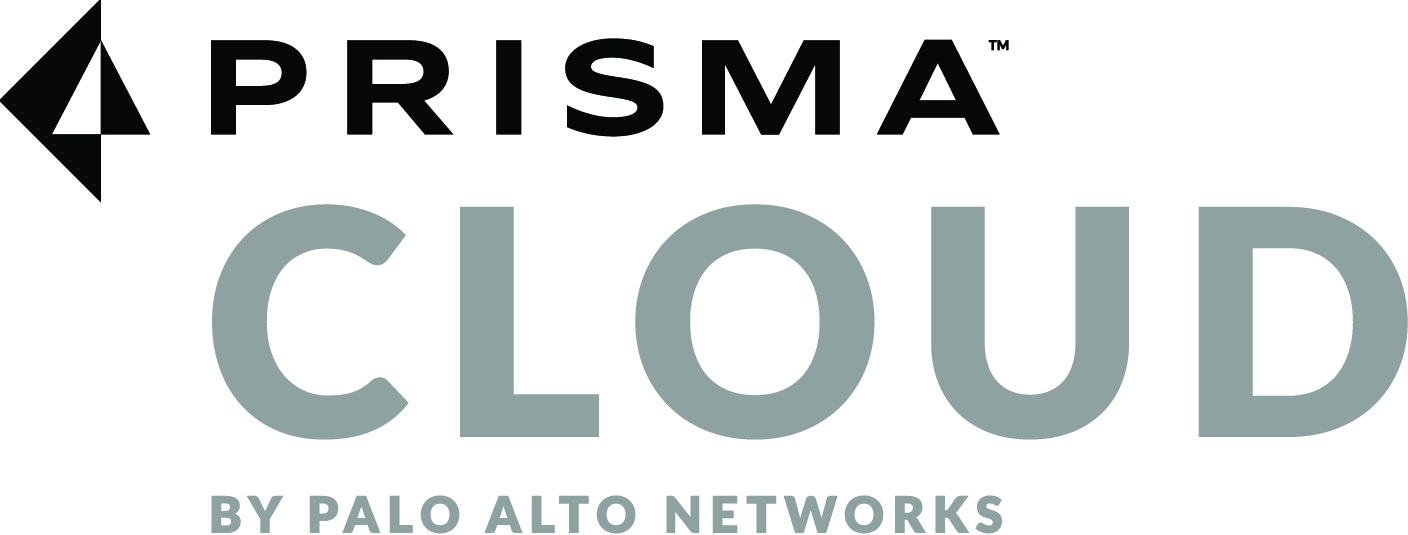 PRISMA™
CLOUD
BY PALO ALTO NETWORKS